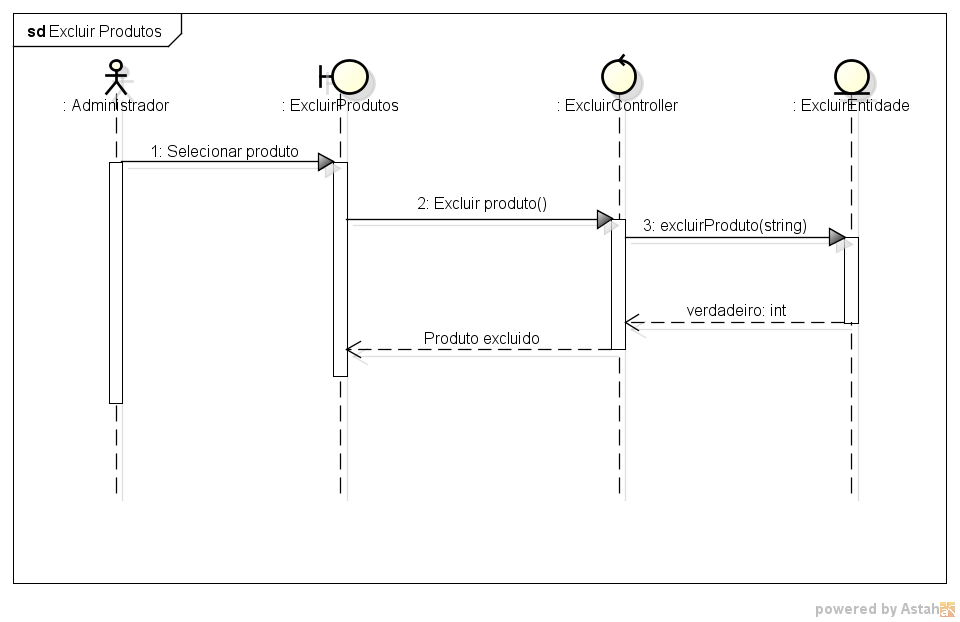 sd Excluir Produtos
: Administrador
: ExcluirProdutos
: ExcluirController
: ExcluirEntidade
1: Selecionar produto
2: Excluir produto()
3: excluirProduto(string)
verdadeiro: int
Produto excluido
powered by Astah